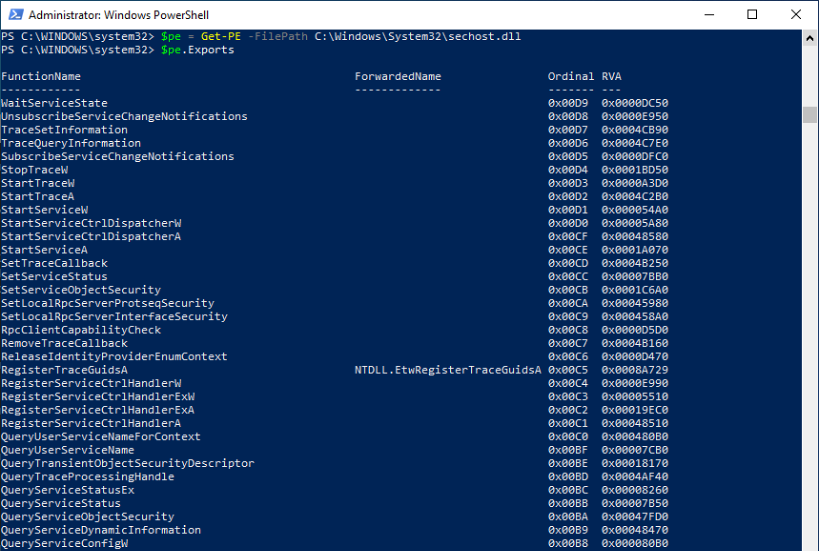 Administrator: Windows PowerShell
PS C:\WINDOWS\system32> $pe = Get-PE -FilePath C:\Windows\System32\sechost.dll
PS C:\WINDOWS\system32> $pe.Exports
FunctionName ForwardedName Ordinal RVA
------------ ------------- ------- ---
WaitServiceState 0x00D9 0x0000DC50
UnsubscribeServiceChangeNotifications 0x00D8 0x0000E950
TraceSetInformation 0x00D7 0x0004CB90
TraceQueryInformation 0x00D6 0x0004C7E0
SubscribeServiceChangeNotifications 0x00D5 0x0000DFC0
StopTraceW 0x00D4 0x0001BD50
StartTraceW 0x00D3 0x0000A3D0
StartTraceA 0x00D2 0x0004C2B0
StartServiceW 0x00D1 0x000054A0
StartServiceCtrlDispatcherW 0x00D0 0x00005A80
StartServiceCtrlDispatcherA 0x00CF 0x00048580
StartServiceA 0x00CE 0x0001A070
SetTraceCallback 0x00CD 0x0004B250
SetServiceStatus 0x00CC 0x00007BB0
SetServiceObjectSecurity 0x00CB 0x0001C6A0
SetLocalRpcServerProtseqSecurity 0x00CA 0x00045980
SetLocalRpcServerInterfaceSecurity 0x00C9 0x000458A0
RpcClientCapabilityCheck 0x00C8 0x0000D5D0
RemoveTraceCallback 0x00C7 0x0004B160
ReleaseIdentityProviderEnumContext 0x00C6 0x0000D470
RegisterTraceGuidsA NTDLL.EtwRegisterTraceGuidsA 0x00C5 0x0008A729
RegisterServiceCtrlHandlerW 0x00C4 0x0000E990
RegisterServiceCtrlHandlerExW 0x00C3 0x00005510
RegisterServiceCtrlHandlerExA 0x00C2 0x00019EC0
RegisterServiceCtrlHandlerA 0x00C1 0x00048510
QueryUserServiceNameForContext 0x00C0 0x000480B0
QueryUserServiceName 0x00BF 0x00007CB0
QueryTransientObjectSecurityDescriptor 0x00BE 0x00018170
QueryTraceProcessingHandle 0x00BD 0x0004AF40
QueryServiceStatusEx 0x00BC 0x00008260
QueryServiceStatus 0x00BB 0x00007B50
QueryServiceObjectSecurity 0x00BA 0x00047FD0
QueryServiceDynamicInformation 0x00B9 0x00048470
QueryServiceConfigW 0x00B8 0x000080B0